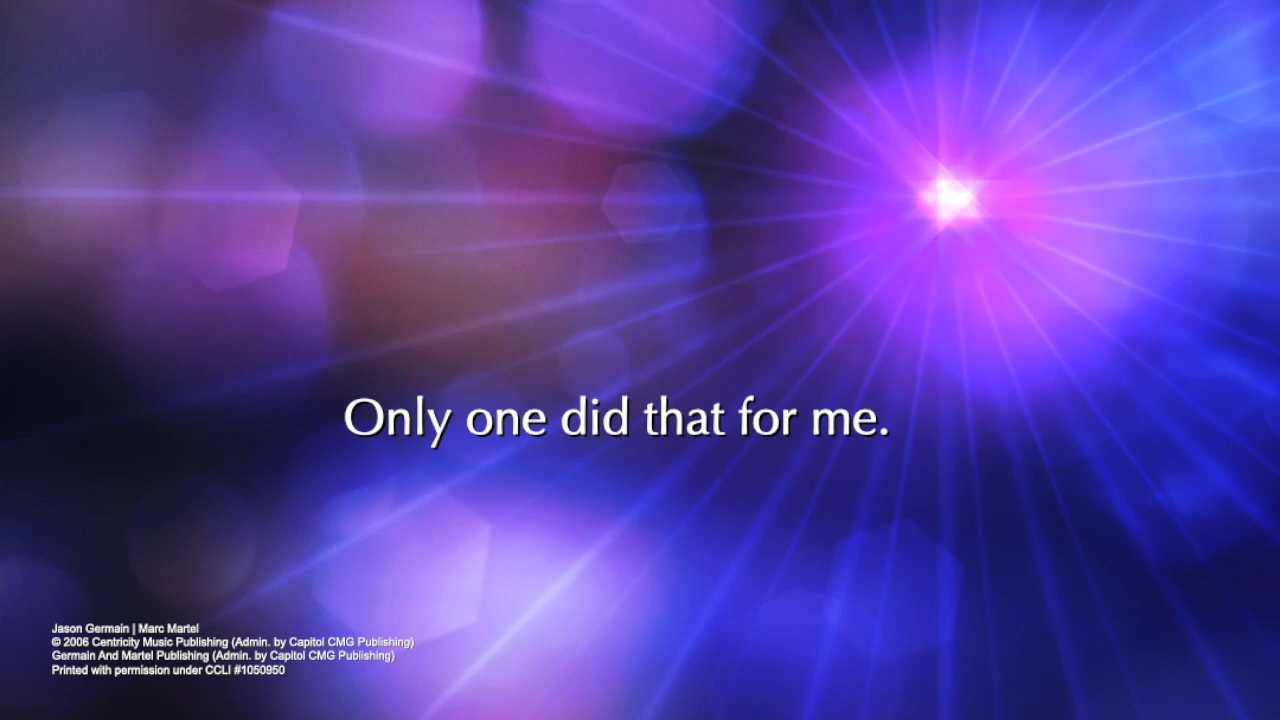 Only one did that for me.
Jason Germain | Marc Martel
© 2006 Centricity Music Publishing (Admin. by Capitol CMG Publishing)
Germain And Martel Publishing (Admin. by Capitol CMG Publishing)
Printed with permission under CCLI #1050950